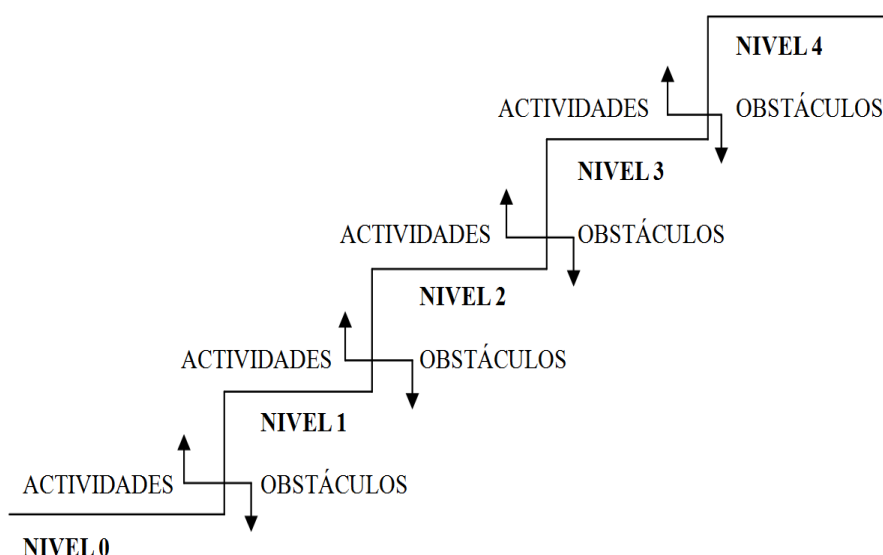 NIVEL 4
ACTIVIDADES OBSTÁCULOS
NIVEL 3
ACTIVIDADES OBSTÁCULOS
NIVEL 2
ACTIVIDADES OBSTÁCULOS
NIVEL 1
ACTIVIDADES OBSTÁCULOS
NIVEL 0